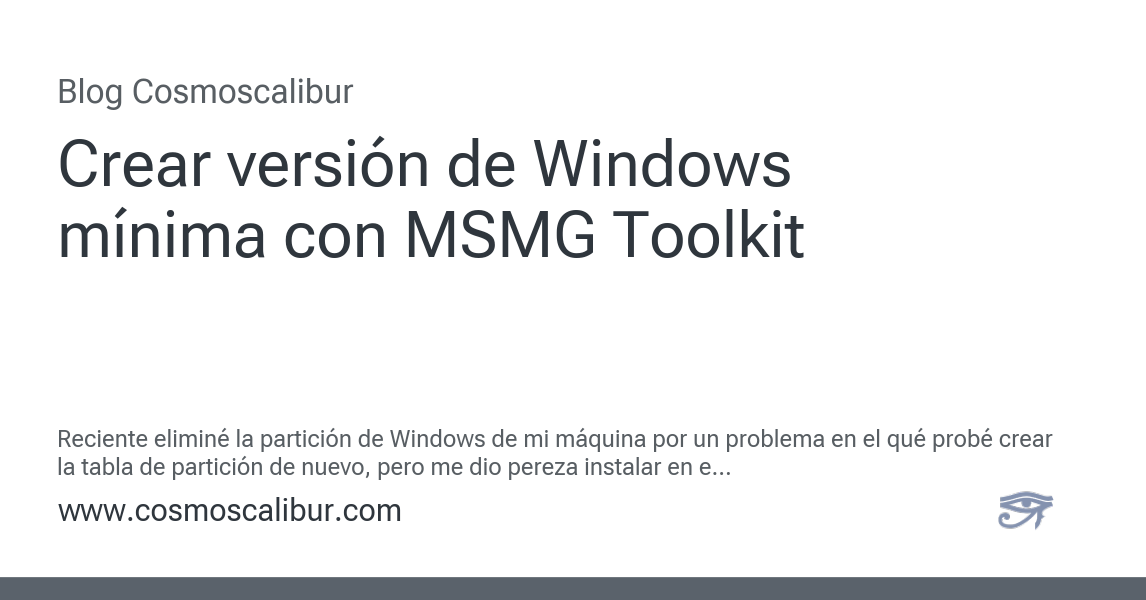 Blog Cosmoscalibur
Crear versión de Windows
mínima con MSMG Toolkit
Reciente eliminé la partición de Windows de mi máquina por un problema en el qué probé crear
la tabla de partición de nuevo, pero me dio pereza instalar en e...
www.cosmoscalibur.com